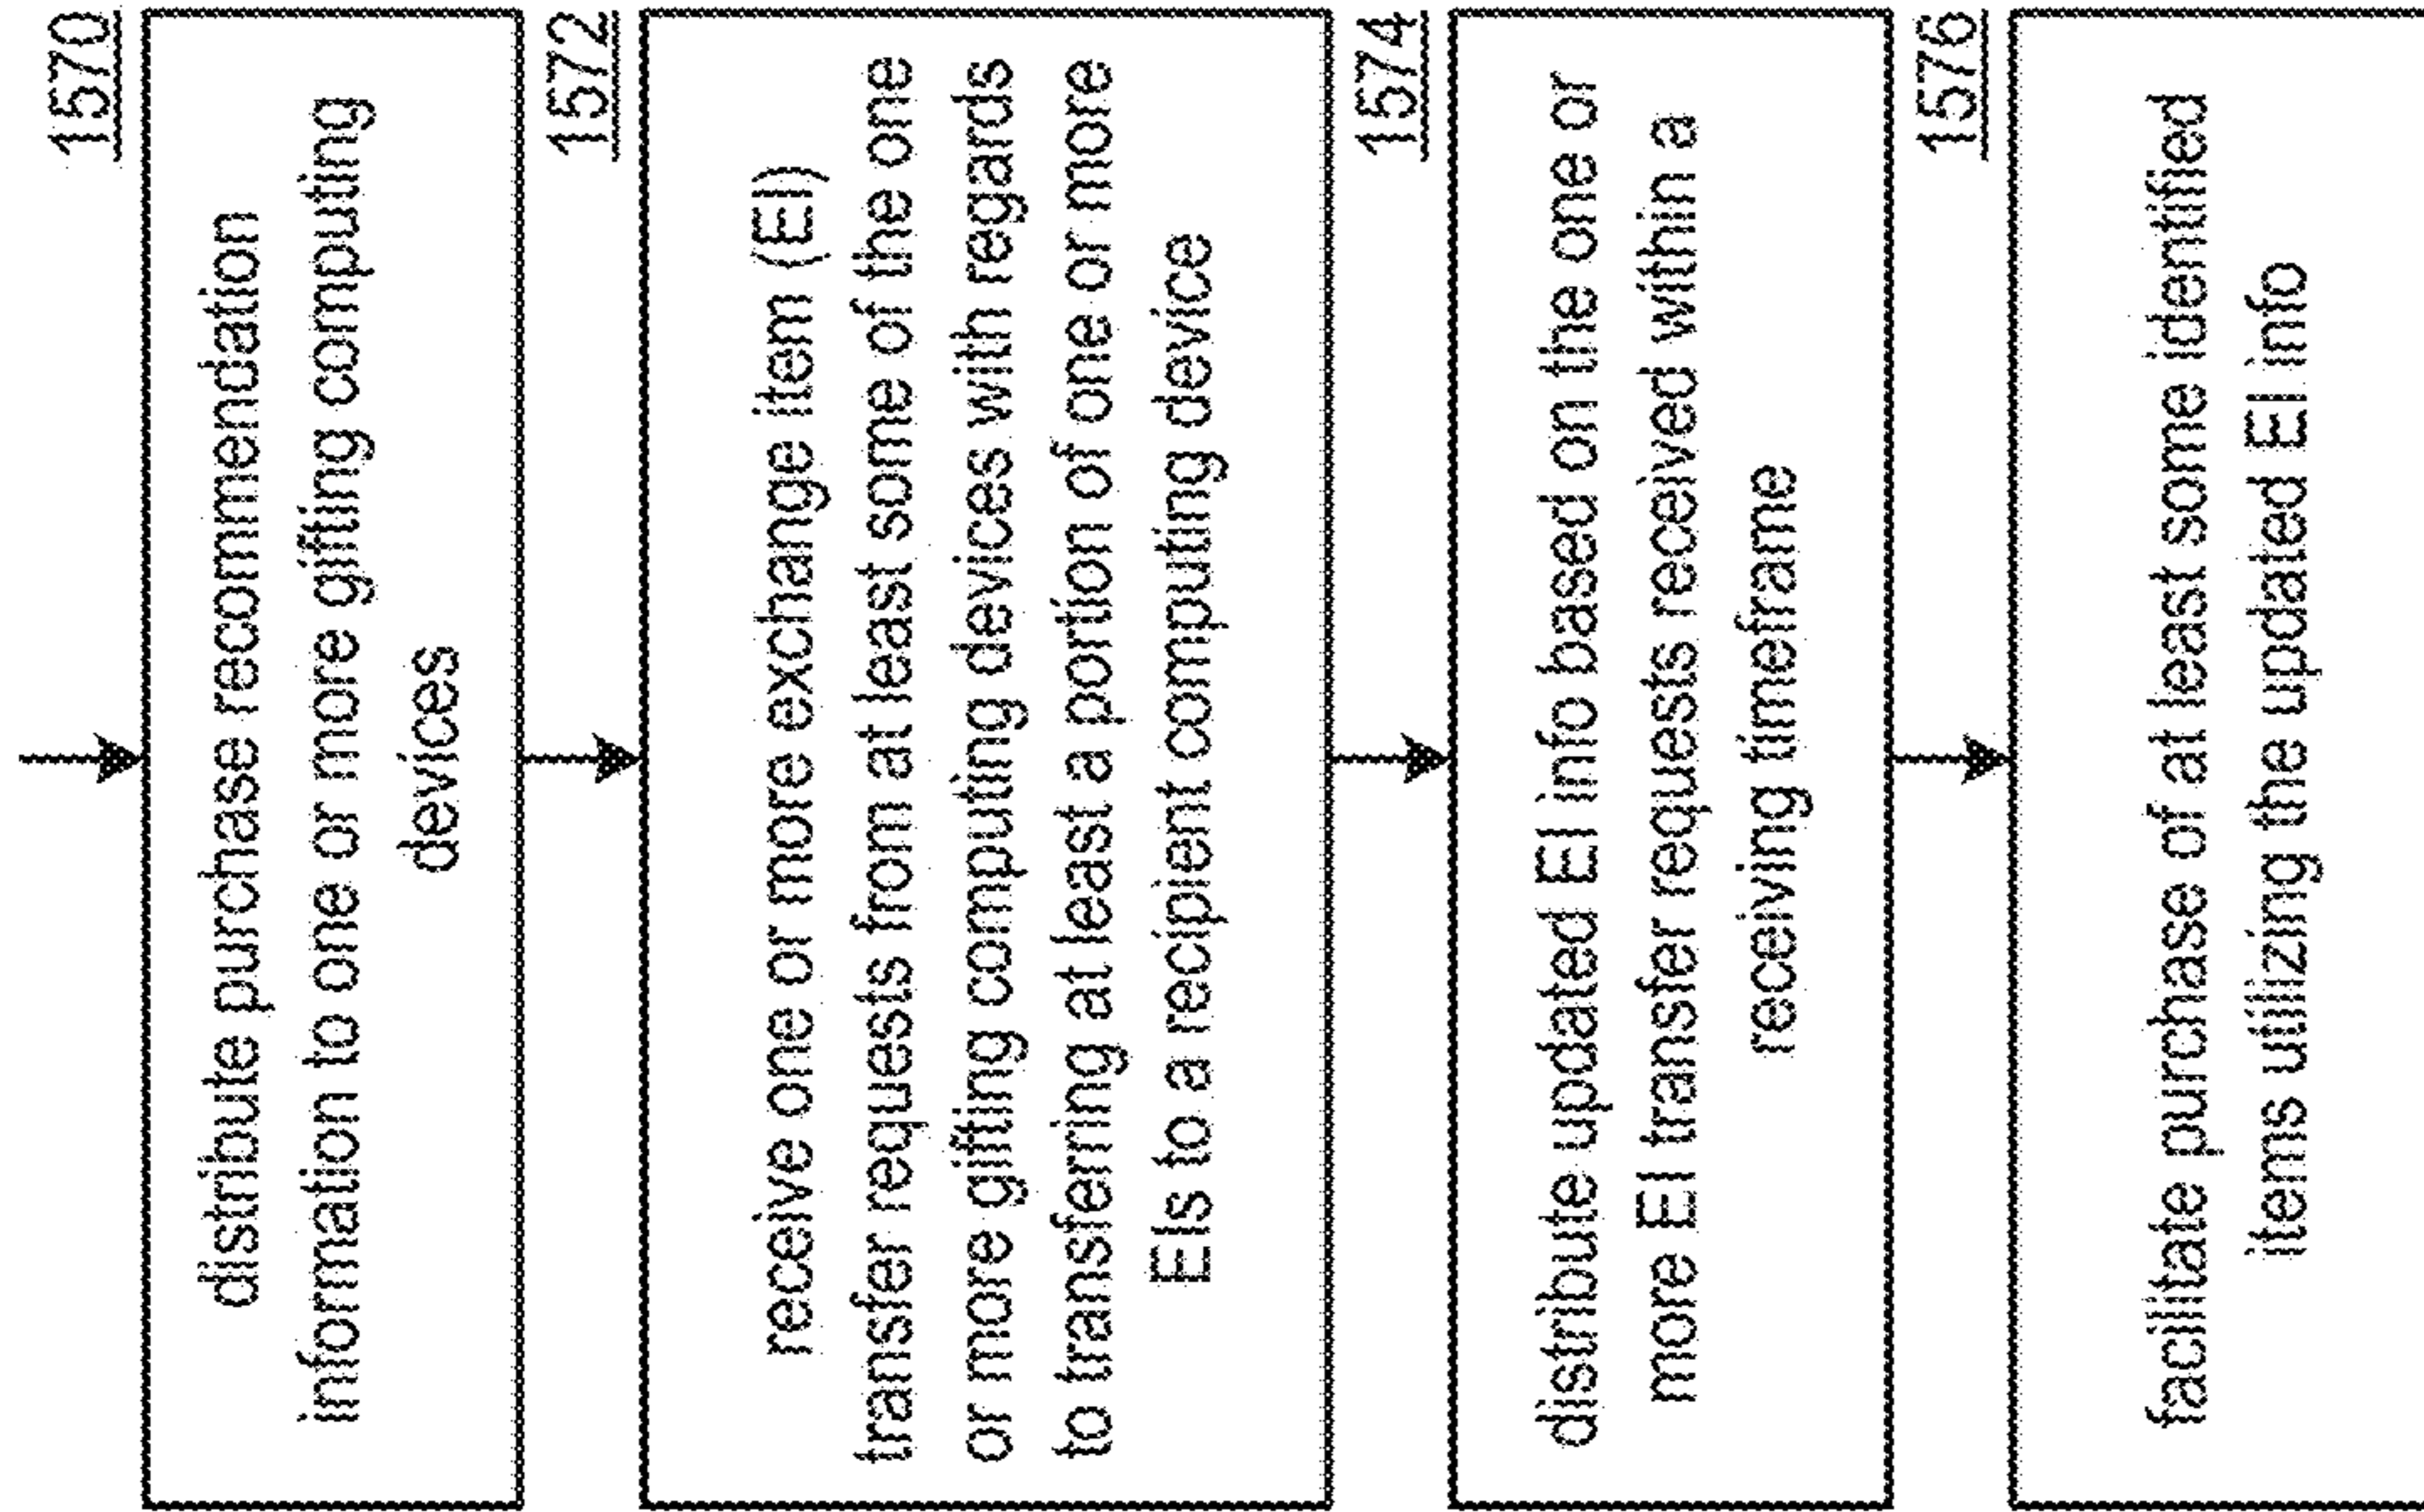 1570
distribute purchase recommendation
information to one or more gifting computing
devices
1572
receive one or more exchange item (EI)
transfer requests from at least some of the one
or more gifting computing devices with regards
to transferring at least a portion of one or more
EIs to a recipient computing device
1574
distribute updated EI info based on the one or
more EI transfer requests received within a
receiving timeframe
1576
facilitate purchase of at least some identified
items utilizing the updated EI info